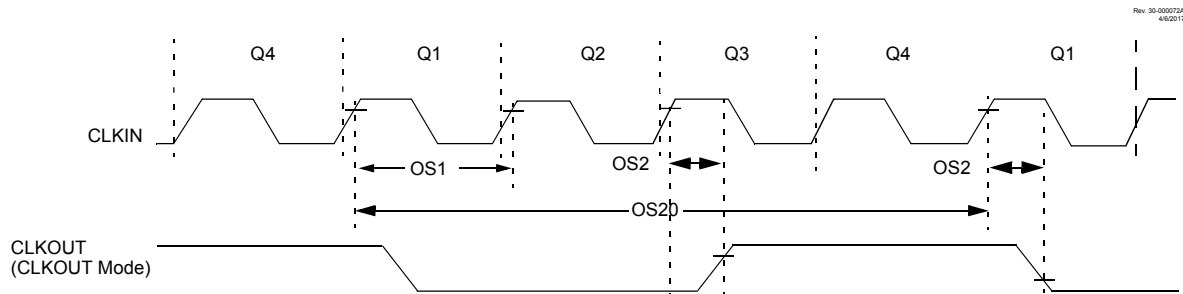 Rev. 30-000072A
4/6/2017
Q4 Q1 Q2 Q3 Q4 Q1
CLKIN
OS1 OS2 OS2
OS20
CLKOUT
(CLKOUT Mode)